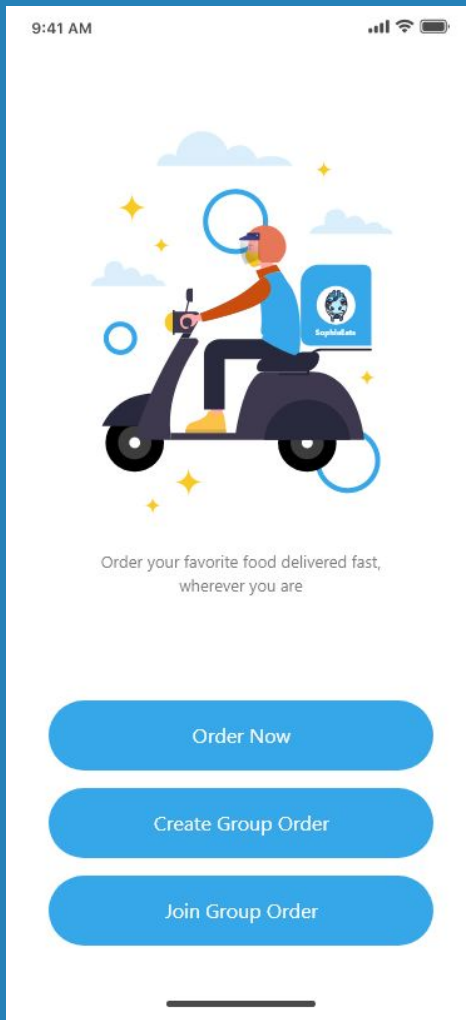 9:41 AM
SophiaEats
Order your favorite food delivered fast,
wherever you are
Order Now
Create Group Order
Join Group Order